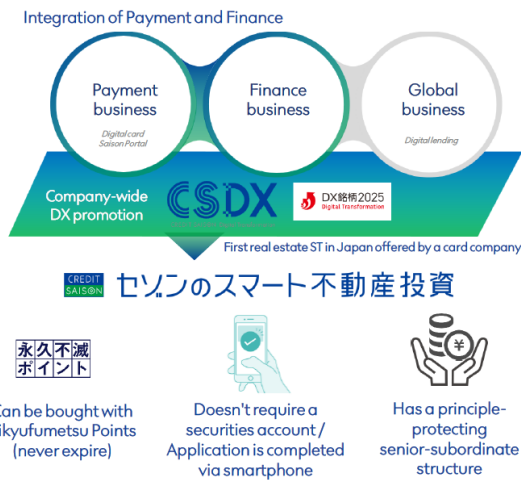 Integration of Payment and Finance
Payment
business
Digital card
Saison Portal
Finance
business
Global
business
Digital lending
Company-wide
DX promotion
CSDX
DX銘柄2025
Digital Transformation
First real estate ST in Japan offered by a card company
CREDIT
SAISON
セゾンのスマート不動産投資
永久不滅
ポイント
¥
Can be bought with
ikyufumetsu Points
(never expire)
Doesn't require a
securities account /
Application is completed
via smartphone
Has a principle-
protecting
senior-subordinate
structure